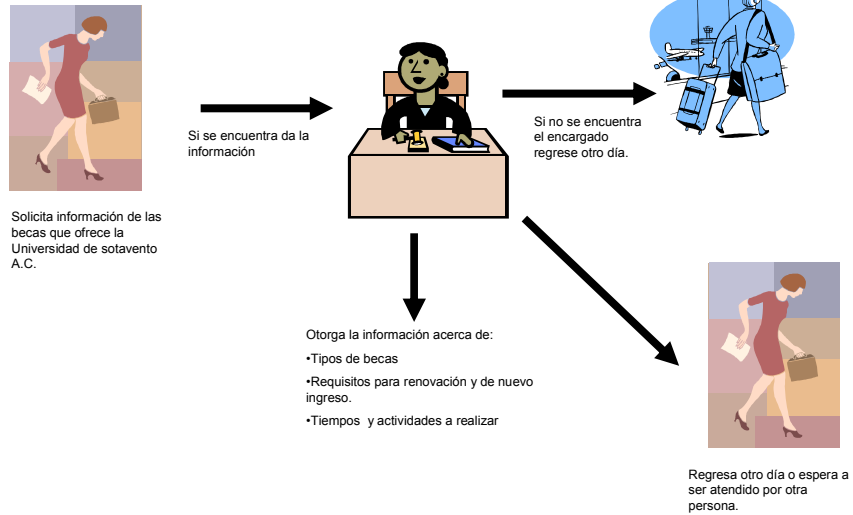 Si se encuentra da la
información
Si no se encuentra
el encargado
regrese otro día.
Solicita información de las
becas que ofrece la
Universidad de sotavento
A.C.
Otorga la información acerca de:
•Tipos de becas
•Requisitos para renovación y de nuevo
ingreso.
•Tiempos y actividades a realizar
Regresa otro día o espera a
ser atendido por otra
persona.